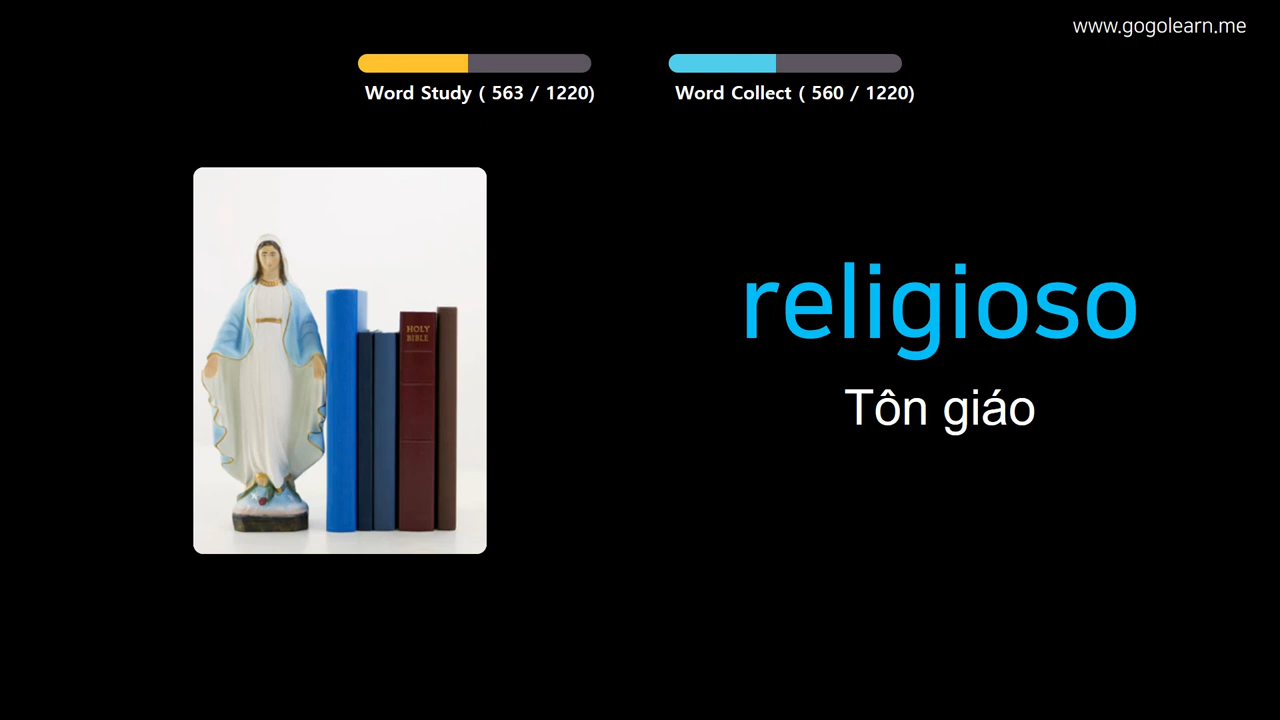 www.gogolearn.me
Word Study ( 563 / 1220)
Word Collect ( 560 / 1220)
HOLY
BIBLE
religioso
Tôn giáo